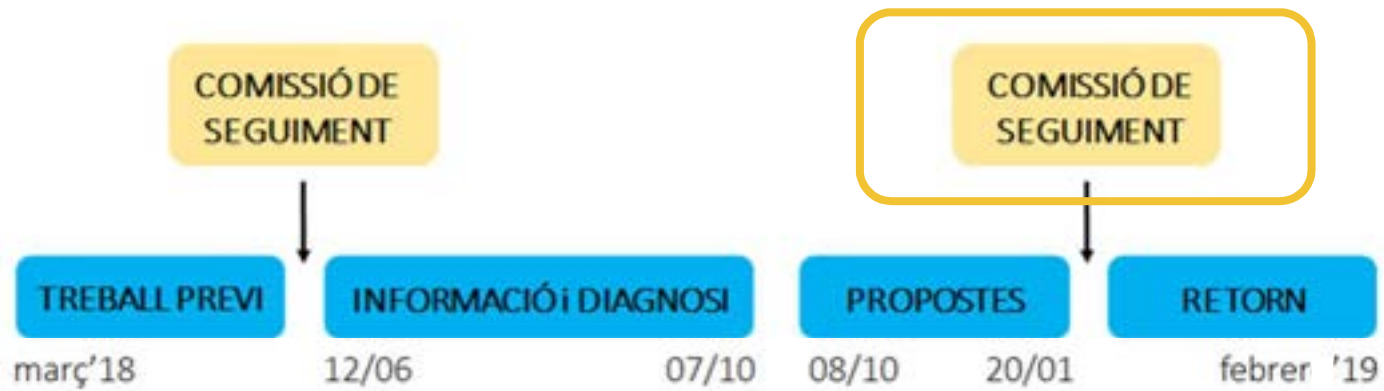 COMISSIÓ DE
SEGUIMENT
COMISSIÓ DE
SEGUIMENT
TREBALL PREVI
INFORMACIÓ i DIAGNOSI
PROPOSTES
RETORN
març'18
12/06
07/10
08/10
20/01
febrer '19